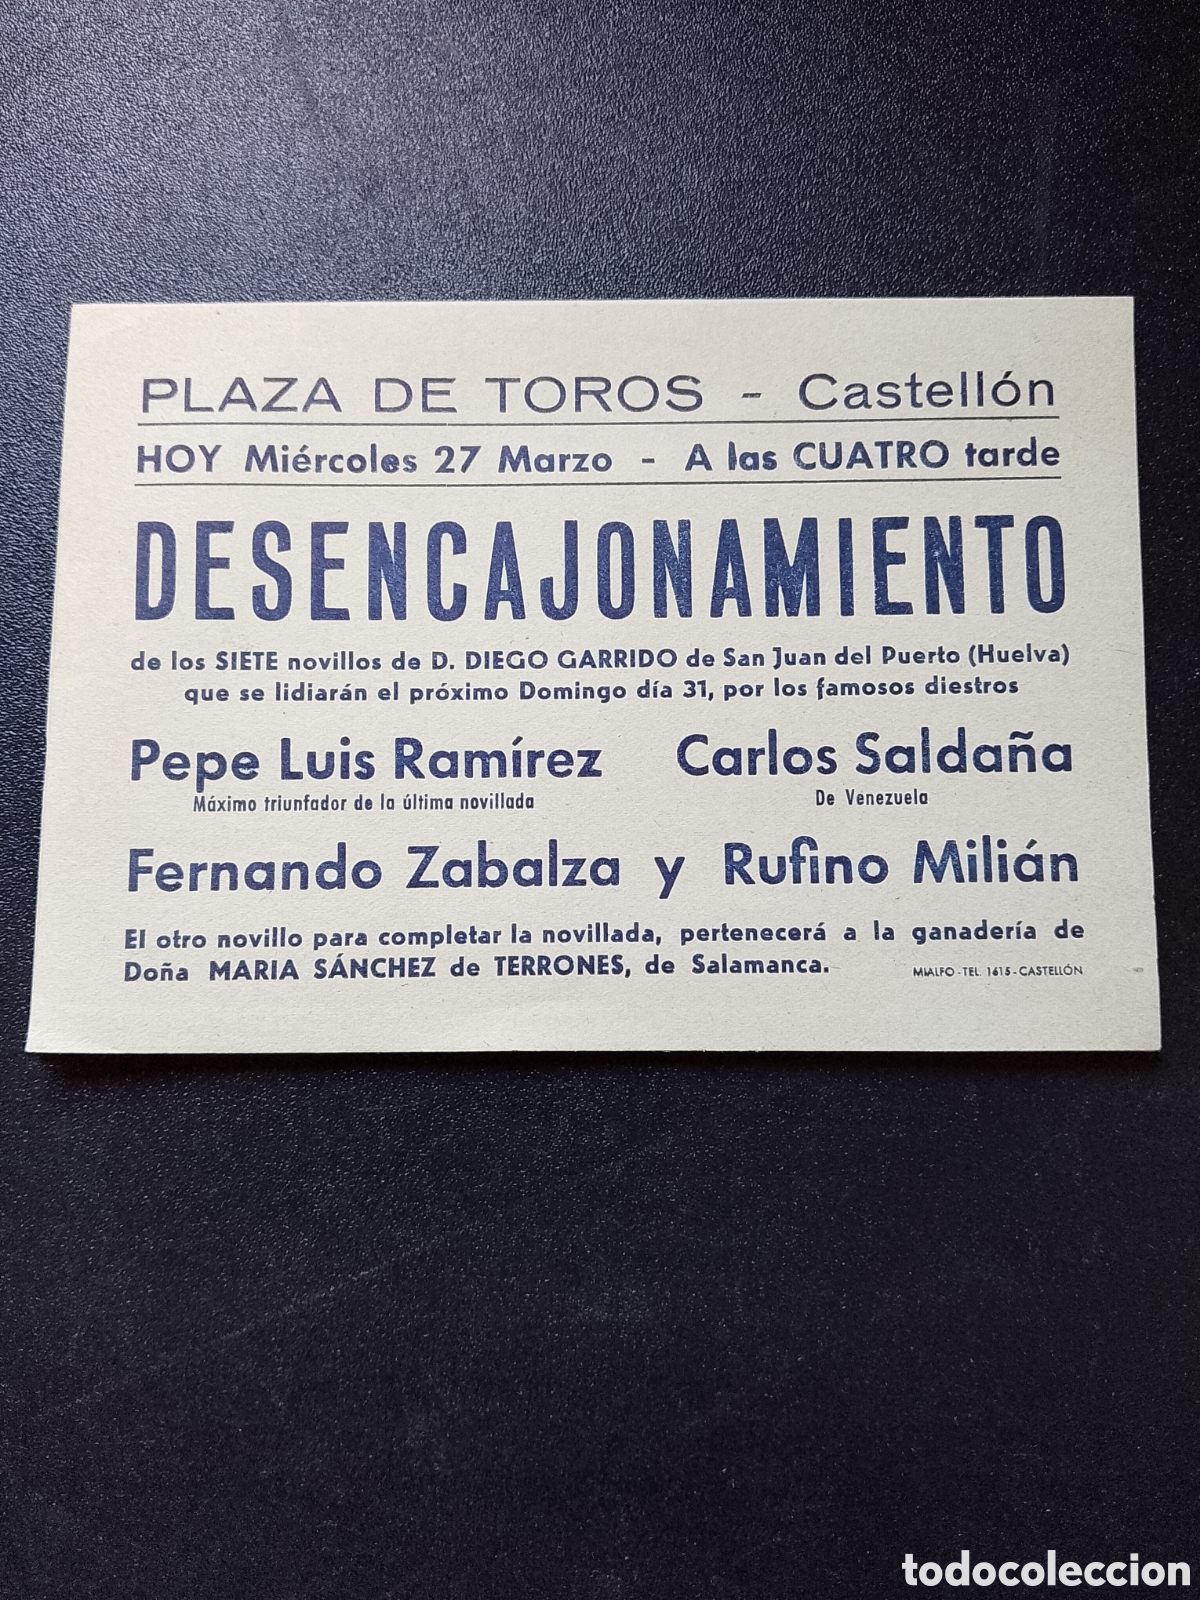 PLAZA DE TOROS - Castellón
HOY Miércoles 27 Marzo - A las CUATRO tarde
DESENCAJONAMIENTO
de los SIETE novillos de D. DIEGO GARRIDO de San Juan del Puerto (Huelva)
que se lidiarán el próximo Domingo día 31, por los famosos diestros
Pepe Luis Ramírez Carlos Saldaña
Máximo triunfador de la última novillada De Venezuela
Fernando Zabalza y Rufino Milián
El otro novillo para completar la novillada, pertenecerá a la ganadería de
Doña MARIA SÁNCHEZ de TERRONES, de Salamanca. MIALFO - TEL. 1615 - CASTELLÓN
todocoleccion